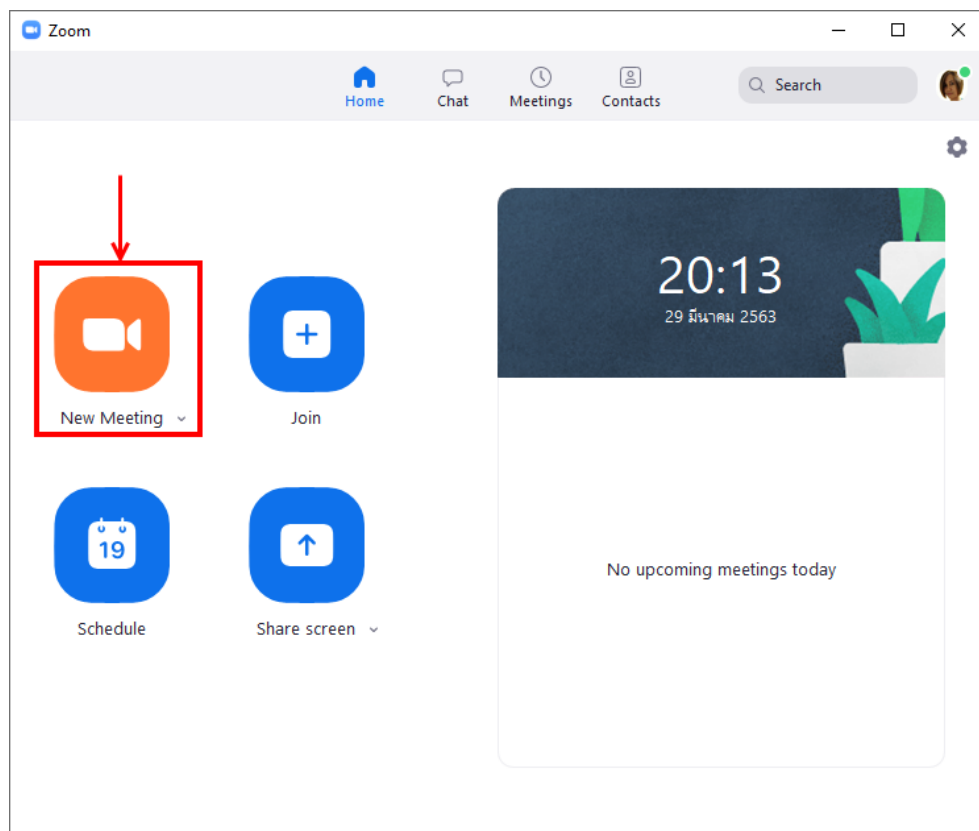 Zoom
Home
Chat
Meetings
Contacts
Search
20:13
29 มีนาคม 2563
New Meeting
Join
19
Schedule
Share screen
No upcoming meetings today